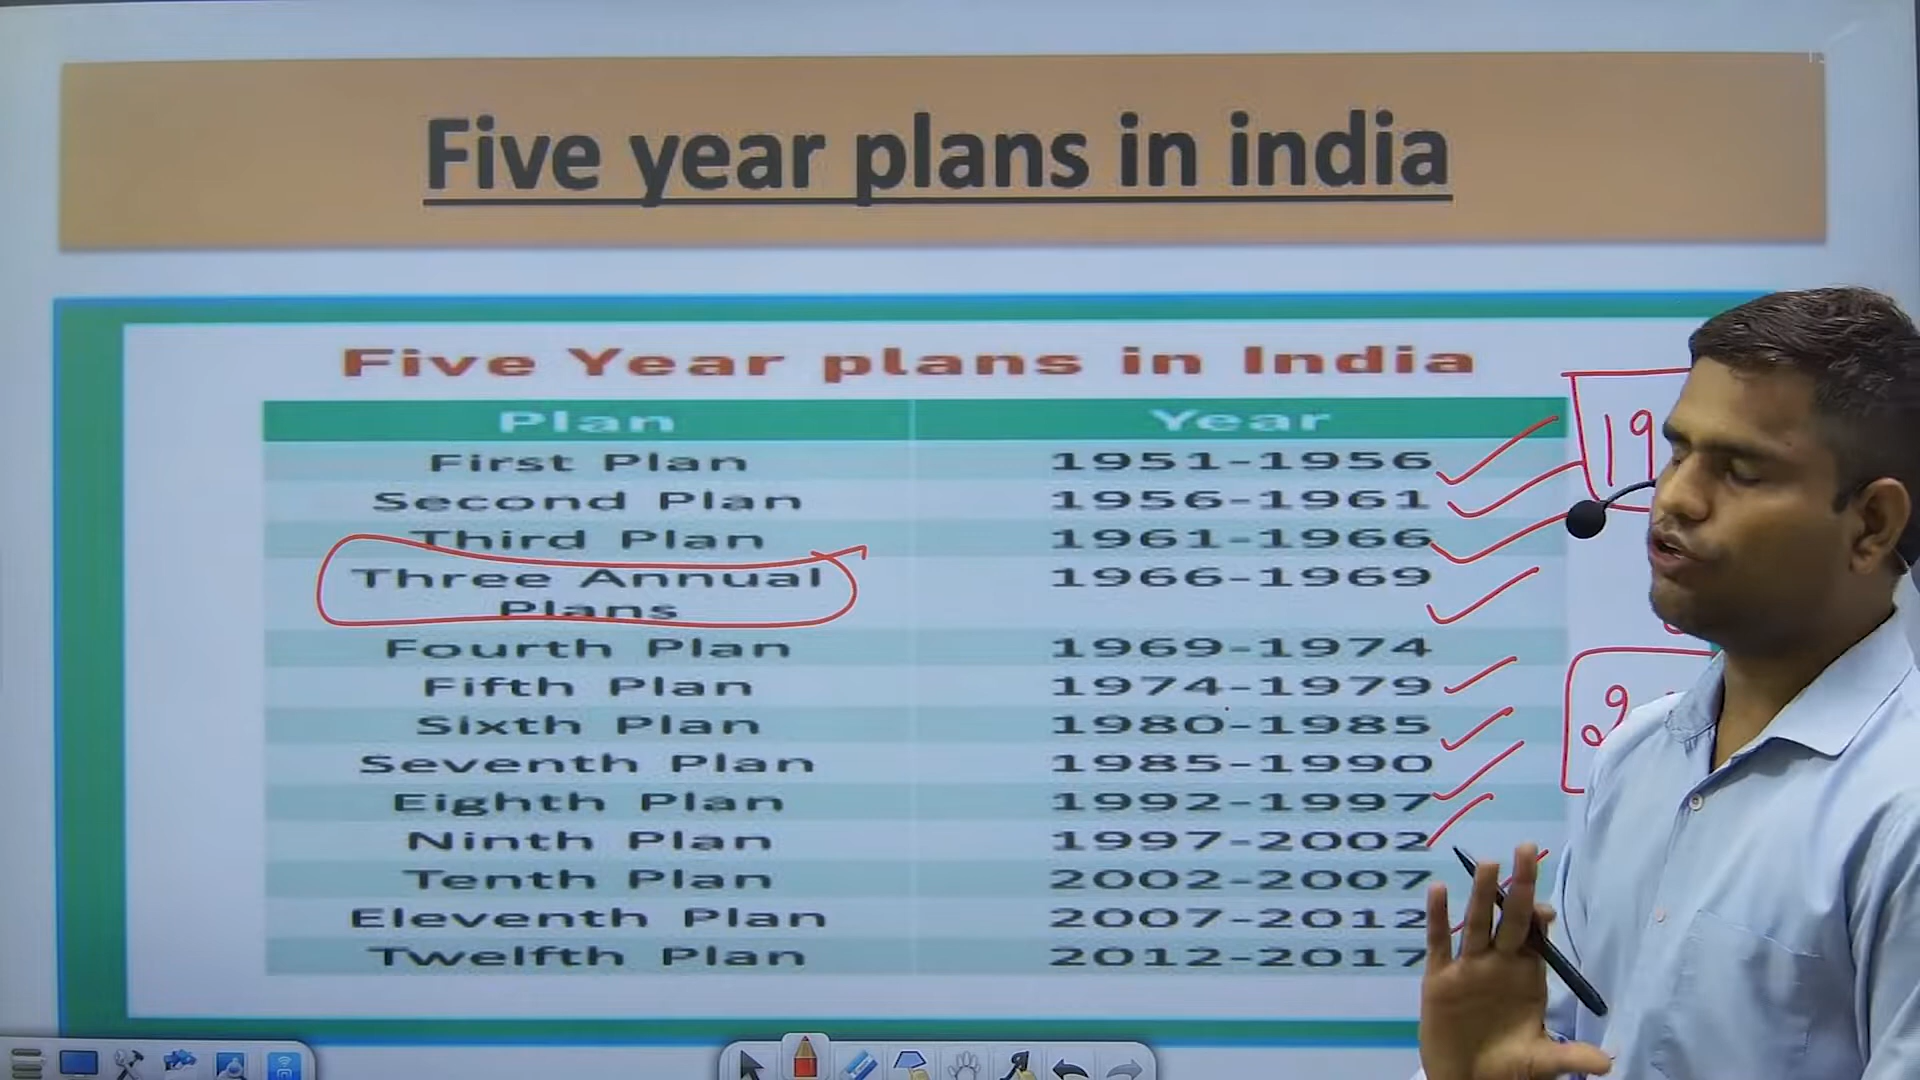 Five year plans in india
Five Year plans in India
Plan Year
First Plan 1951-1956
Second Plan 1956-1961
Third Plan 1961-1966
Three Annual Plans 1966-1969
Fourth Plan 1969-1974
Fifth Plan 1974-1979
Sixth Plan 1980-1985
Seventh Plan 1985-1990
Eighth Plan 1992-1997
Ninth Plan 1997-2002
Tenth Plan 2002-2007
Eleventh Plan 2007-2012
Twelfth Plan 2012-2017
19